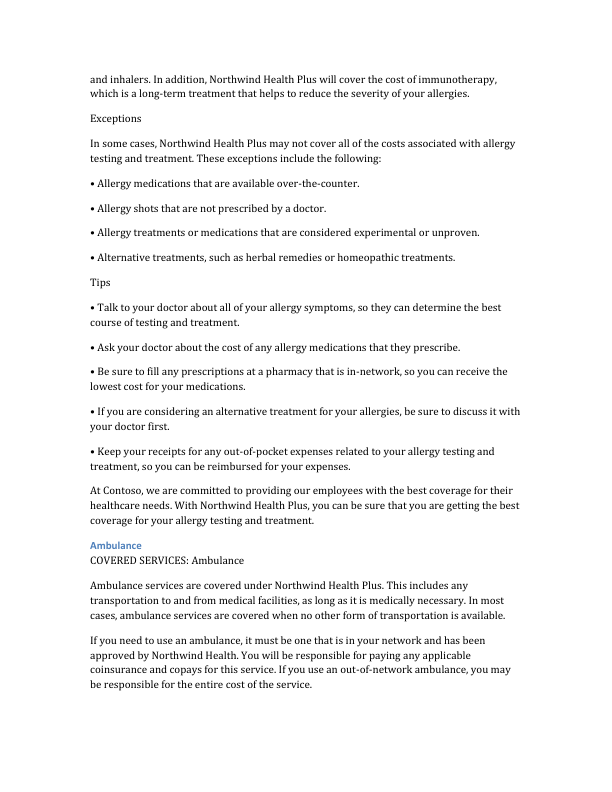 and inhalers. In addition, Northwind Health Plus will cover the cost of immunotherapy,
which is a long-term treatment that helps to reduce the severity of your allergies.
Exceptions
In some cases, Northwind Health Plus may not cover all of the costs associated with allergy
testing and treatment. These exceptions include the following:
• Allergy medications that are available over-the-counter.
• Allergy shots that are not prescribed by a doctor.
• Allergy treatments or medications that are considered experimental or unproven.
• Alternative treatments, such as herbal remedies or homeopathic treatments.
Tips
• Talk to your doctor about all of your allergy symptoms, so they can determine the best
course of testing and treatment.
• Ask your doctor about the cost of any allergy medications that they prescribe.
• Be sure to fill any prescriptions at a pharmacy that is in-network, so you can receive the
lowest cost for your medications.
• If you are considering an alternative treatment for your allergies, be sure to discuss it with
your doctor first.
• Keep your receipts for any out-of-pocket expenses related to your allergy testing and
treatment, so you can be reimbursed for your expenses.
At Contoso, we are committed to providing our employees with the best coverage for their
healthcare needs. With Northwind Health Plus, you can be sure that you are getting the best
coverage for your allergy testing and treatment.
Ambulance
COVERED SERVICES: Ambulance
Ambulance services are covered under Northwind Health Plus. This includes any
transportation to and from medical facilities, as long as it is medically necessary. In most
cases, ambulance services are covered when no other form of transportation is available.
If you need to use an ambulance, it must be one that is in your network and has been
approved by Northwind Health. You will be responsible for paying any applicable
coinsurance and copays for this service. If you use an out-of-network ambulance, you may
be responsible for the entire cost of the service.